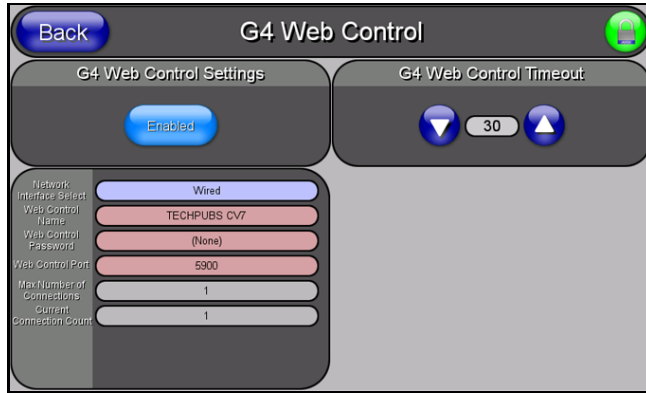 Back
G4 Web Control
G4 Web Control Settings
G4 Web Control Timeout
Enabled
30
Network
Interface Select
Wired
Web Control
Name
TECHPUBS CV7
Web Control
Password
(None)
Web Control Port
5900
Max Number of
Connections
1
Current
Connection Count
1